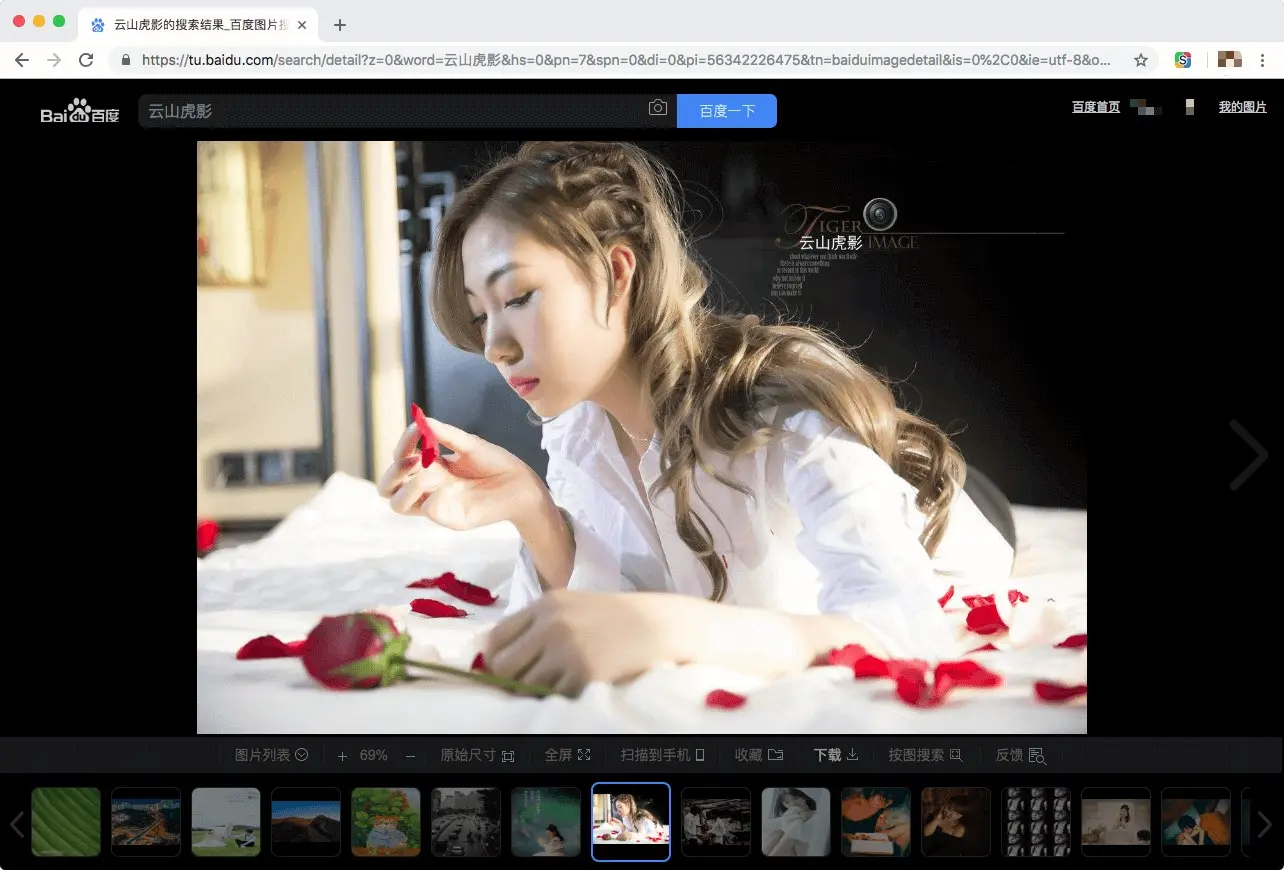 云山虎影的搜索结果_百度图片搜
https://tu.baidu.com/search/detail?z=0&word=云山虎影&hs=0&pn=7&spn=0&di=0&pi=56342226475&tn=baiduimagedetail&is=0%2C0&ie=utf-8&o...
Bai du 百度
云山虎影
百度一下
百度首页
我的图片
TIGER
云山虎影 IMAGE
图片列表
+ 69% −
原始尺寸
全屏
扫描到手机
收藏
下载
按图搜索
反馈